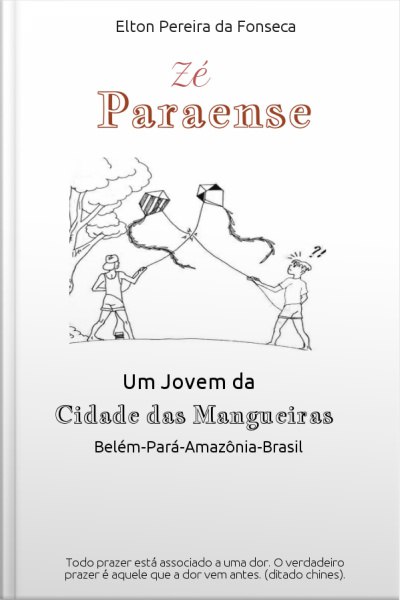 Elton Pereira da Fonseca
Zé
Paraense
?!
Um Jovem da
Cidade das Mangueiras
Belém-Pará-Amazônia-Brasil
Todo prazer está associado a uma dor. O verdadeiro
prazer é aquele que a dor vem antes. (ditado chines).